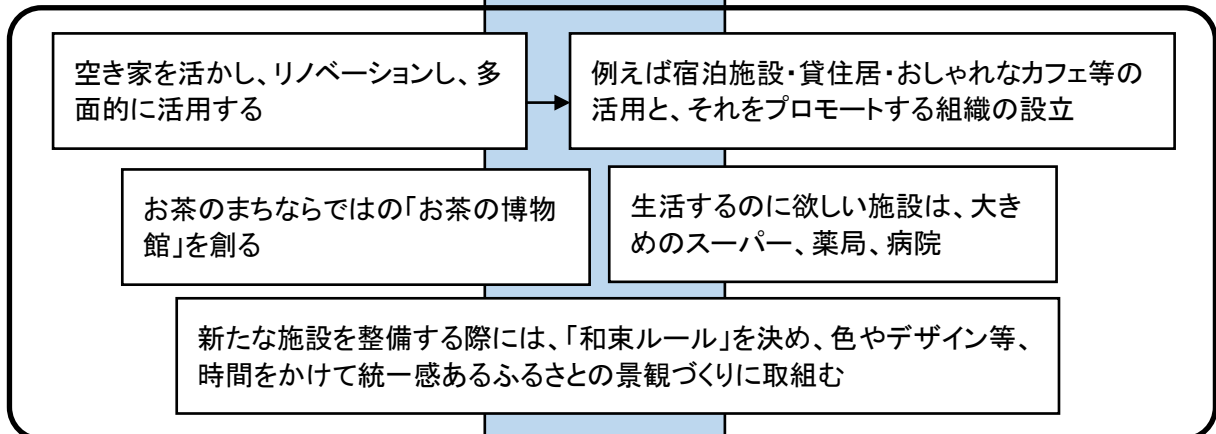 空き家を活かし、リノベーションし、多
面的に活用する
例えば宿泊施設・貸住居・おしゃれなカフェ等の
活用と、それをプロモートする組織の設立
お茶のまちならではの「お茶の博物
館」を創る
生活するのに欲しい施設は、大き
めのスーパー、薬局、病院
新たな施設を整備する際には、「和束ルール」を決め、色やデザイン等、
時間をかけて統一感あるふるさとの景観づくりに取組む